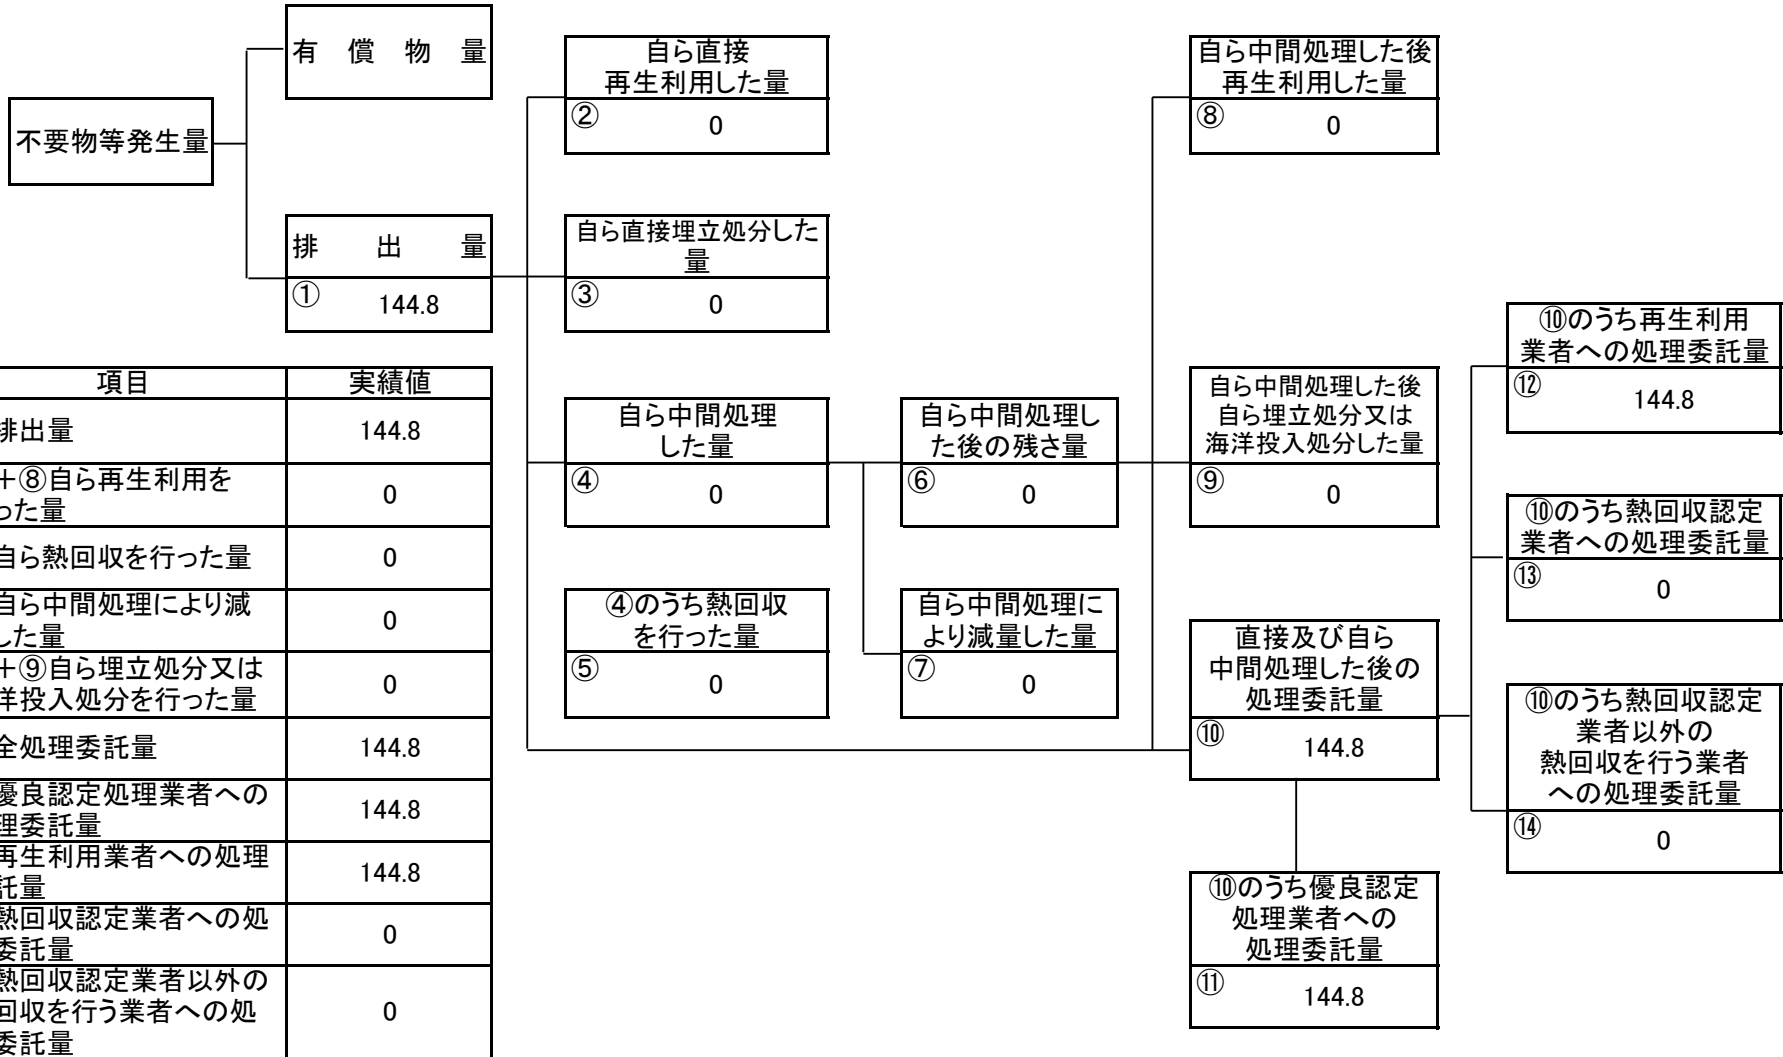 有償物量
不要物等発生量
排出量
①
144.8
自ら直接
再生利用した量
②
0
自ら直接埋立処分した
量
③
0
自ら中間処理
した量
④
0
④のうち熱回収
を行った量
⑤
0
自ら中間処理し
た後の残さ量
⑥
0
自ら中間処理に
より減量した量
⑦
0
自ら中間処理した後
再生利用した量
⑧
0
自ら中間処理した後
自ら埋立処分又は
海洋投入処分した量
⑨
0
直接及び自ら
中間処理した後の
処理委託量
⑩
144.8
⑩のうち優良認定
処理業者への
処理委託量
⑪
144.8
⑩のうち再生利用
業者への処理委託量
⑫
144.8
⑩のうち熱回収認定
業者への処理委託量
⑬
0
⑩のうち熱回収認定
業者以外の
熱回収を行う業者
への処理委託量
⑭
0
項目 実績値
排出量 144.8
+⑧自ら再生利用を
った量
0
自ら熱回収を行った量 0
自ら中間処理により減
した量
0
+⑨自ら埋立処分又は
洋投入処分を行った量
0
全処理委託量 144.8
優良認定処理業者への
理委託量
144.8
再生利用業者への処理
託量
144.8
熱回収認定業者への処
委託量
0
熱回収認定業者以外の
回収を行う業者への処
委託量
0